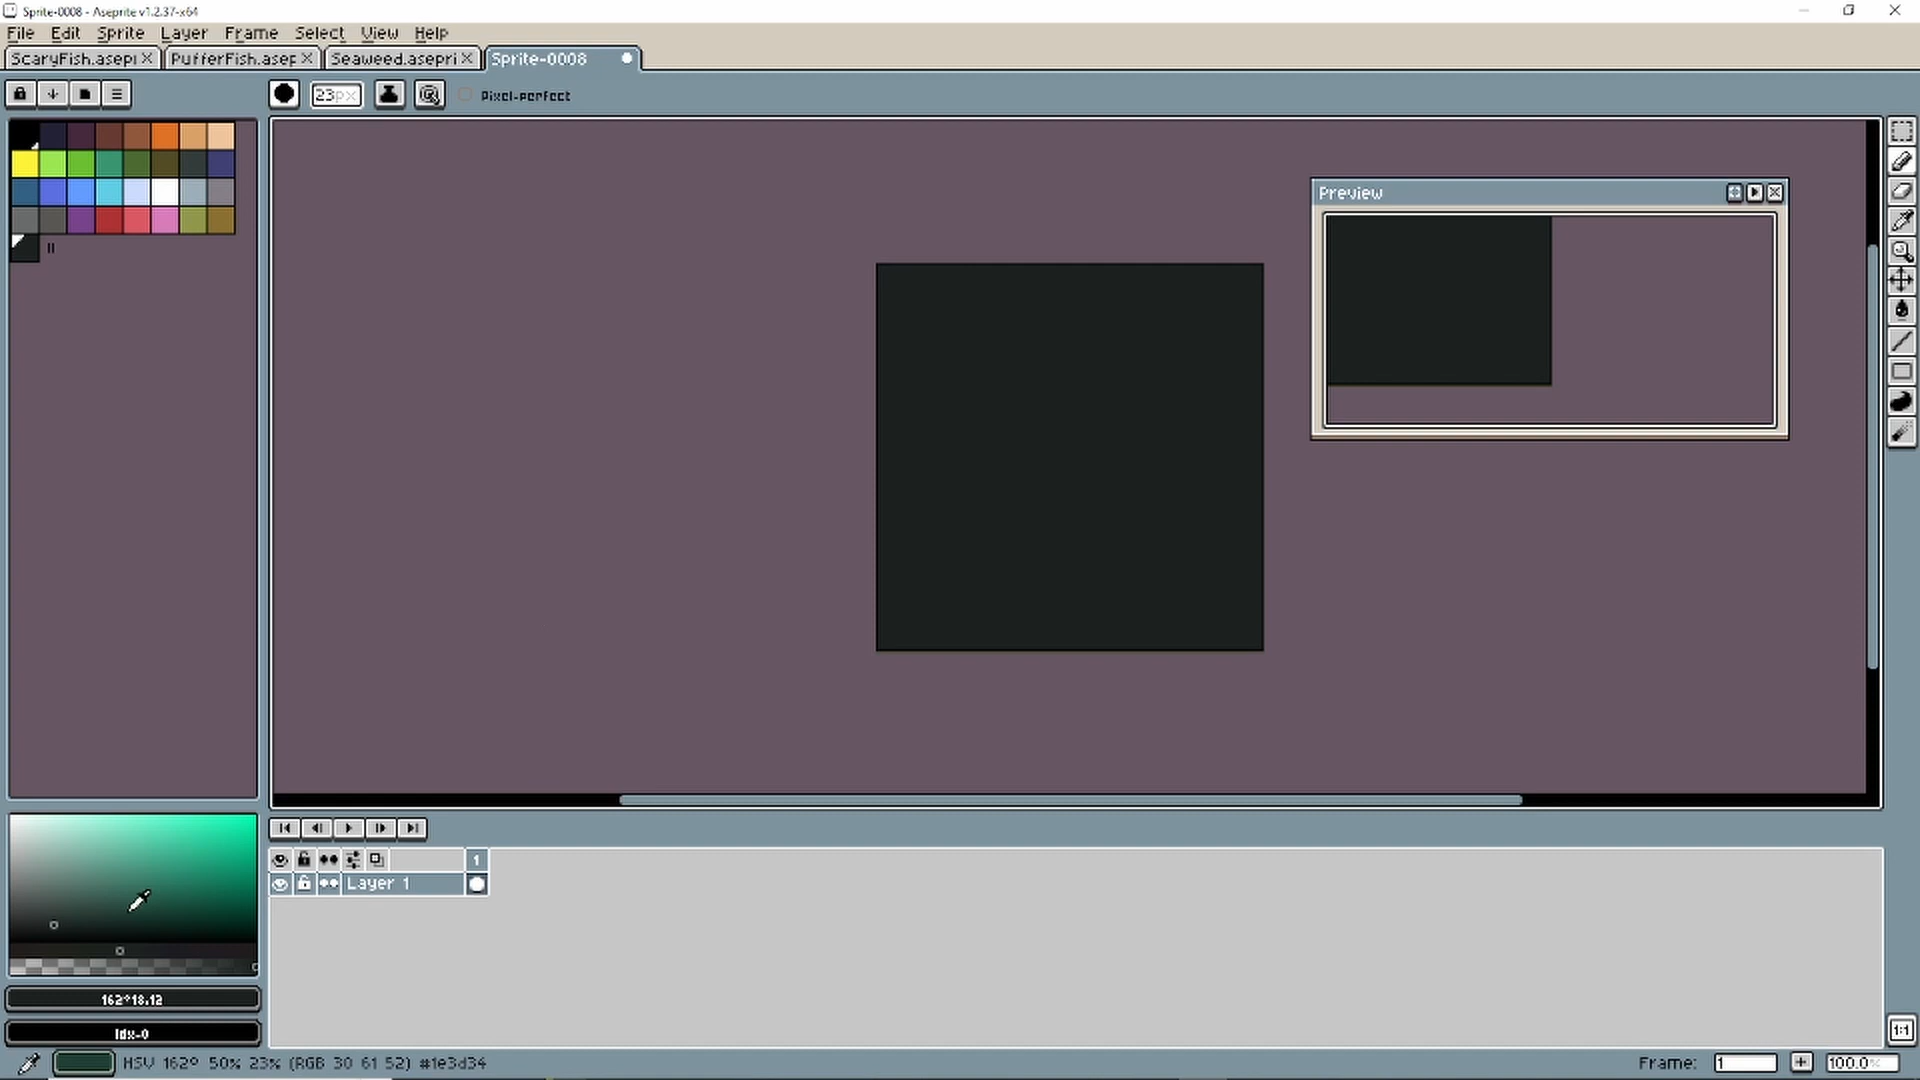 Sprite-0008 - Aseprite v1.2.37-x64
File Edit Sprite Layer Frame Select View Help
ScaryFish.asepi PufferFish.asep Seaweed.asepri Sprite-0008
23px Pixel-perfect
Preview
1
Layer 1
162°18.12
Idx-0
1:1
HSV 162° 50% 23% (RGB 30 61 52) #1e3d34 Frame: 1 100.0%